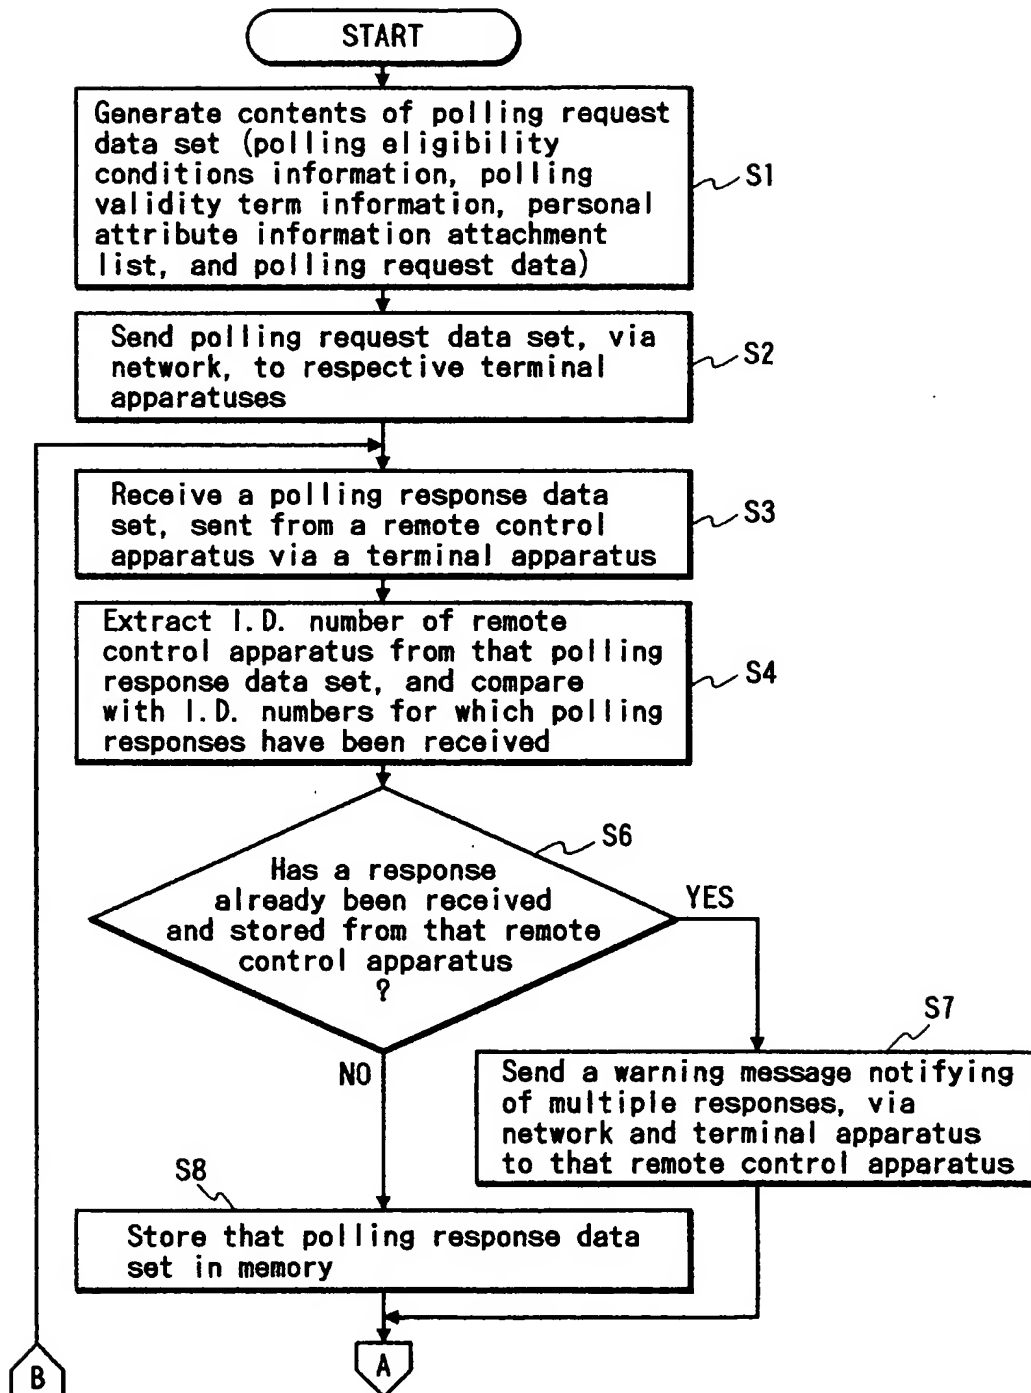 START
Generate contents of polling request
data set (polling eligibility
conditions information, polling
validity term information, personal
attribute information attachment
list, and polling request data)
S1
Send polling request data set, via
network, to respective terminal
apparatuses
S2
Receive a polling response data
set, sent from a remote control
apparatus via a terminal apparatus
S3
Extract I.D. number of remote
control apparatus from that polling
response data set, and compare
with I.D. numbers for which polling
responses have been received
S4
S6
Has a response
already been received
and stored from that remote
control apparatus
?
YES
NO
S7
Send a warning message notifying
of multiple responses, via
network and terminal apparatus
to that remote control apparatus
S8
Store that polling response data
set in memory
B
A